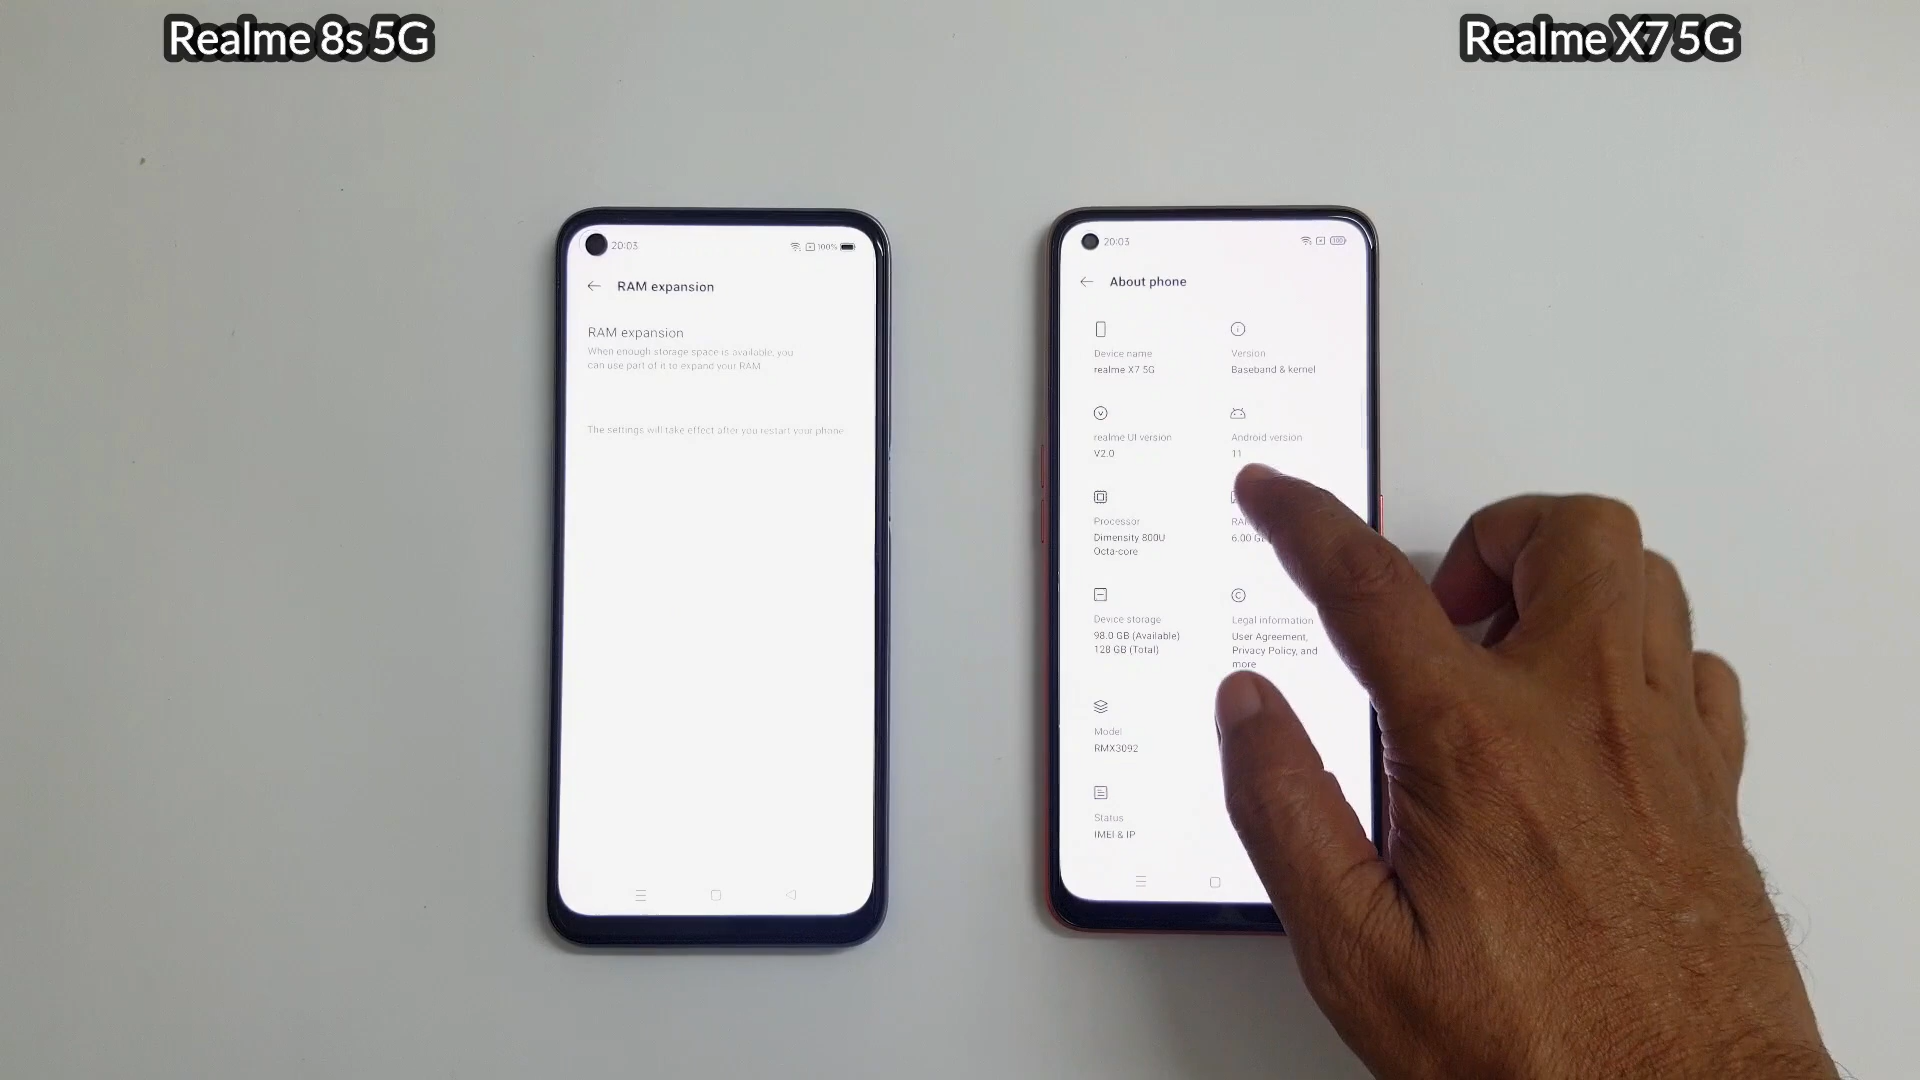 Realme 8s 5G
Realme X7 5G
20:03
100%
RAM expansion
RAM expansion
When enough storage space is available, you
can use part of it to expand your RAM
The settings will take effect after you restart your phone
20:03
100
About phone
Device name
realme X7 5G
Version
Baseband & kernel
realme UI version
V2.0
Android version
11
Processor
Dimensity 800U
Octa-core
6.00
Device storage
98.0 GB (Available)
128 GB (Total)
Legal information
User Agreement,
Privacy Policy, and
more
Model
RMX3092
Status
IMEI & IP